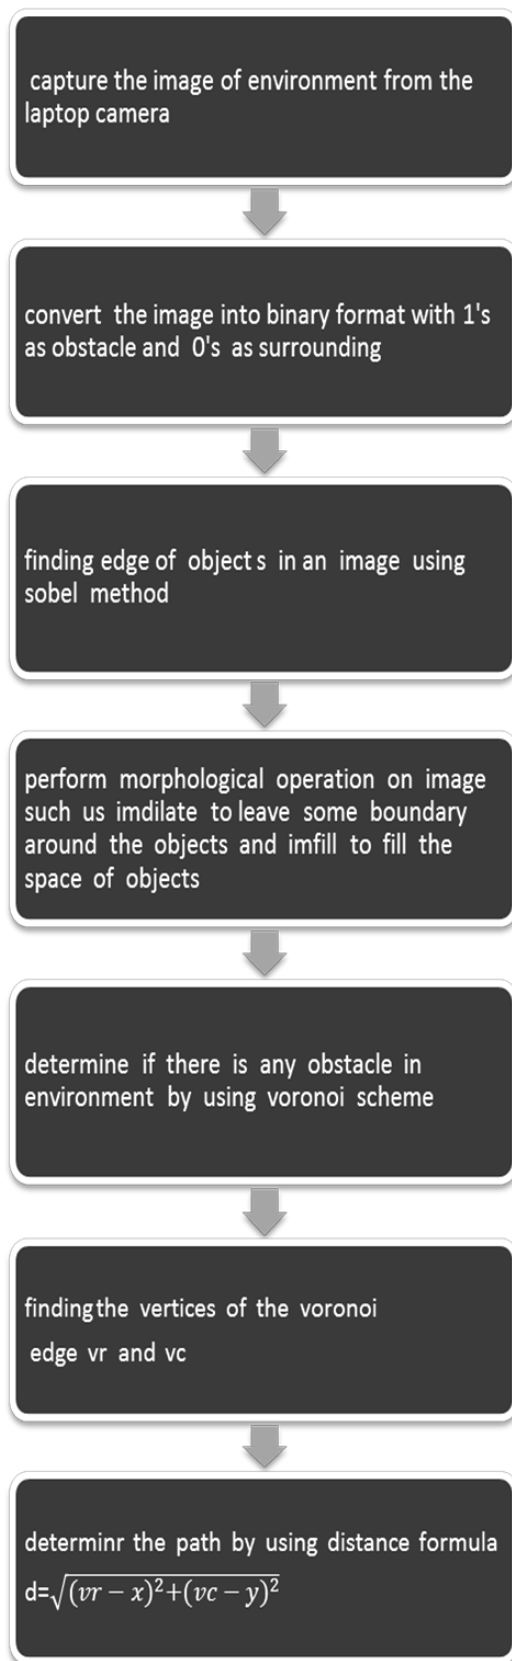 capture the image of environment from the
laptop camera
convert the image into binary format with 1's
as obstacle and 0's as surrounding
finding edge of object s in an image using
sobel method
perform morphological operation on image
such us imdilate to leave some boundary
around the objects and imfill to fill the
space of objects
determine if there is any obstacle in
environment by using voronoi scheme
findingthe vertices of the voronoi
edge vr and vc
determinr the path by using distance formula
d=√(vr − x)²+(vc − y)²